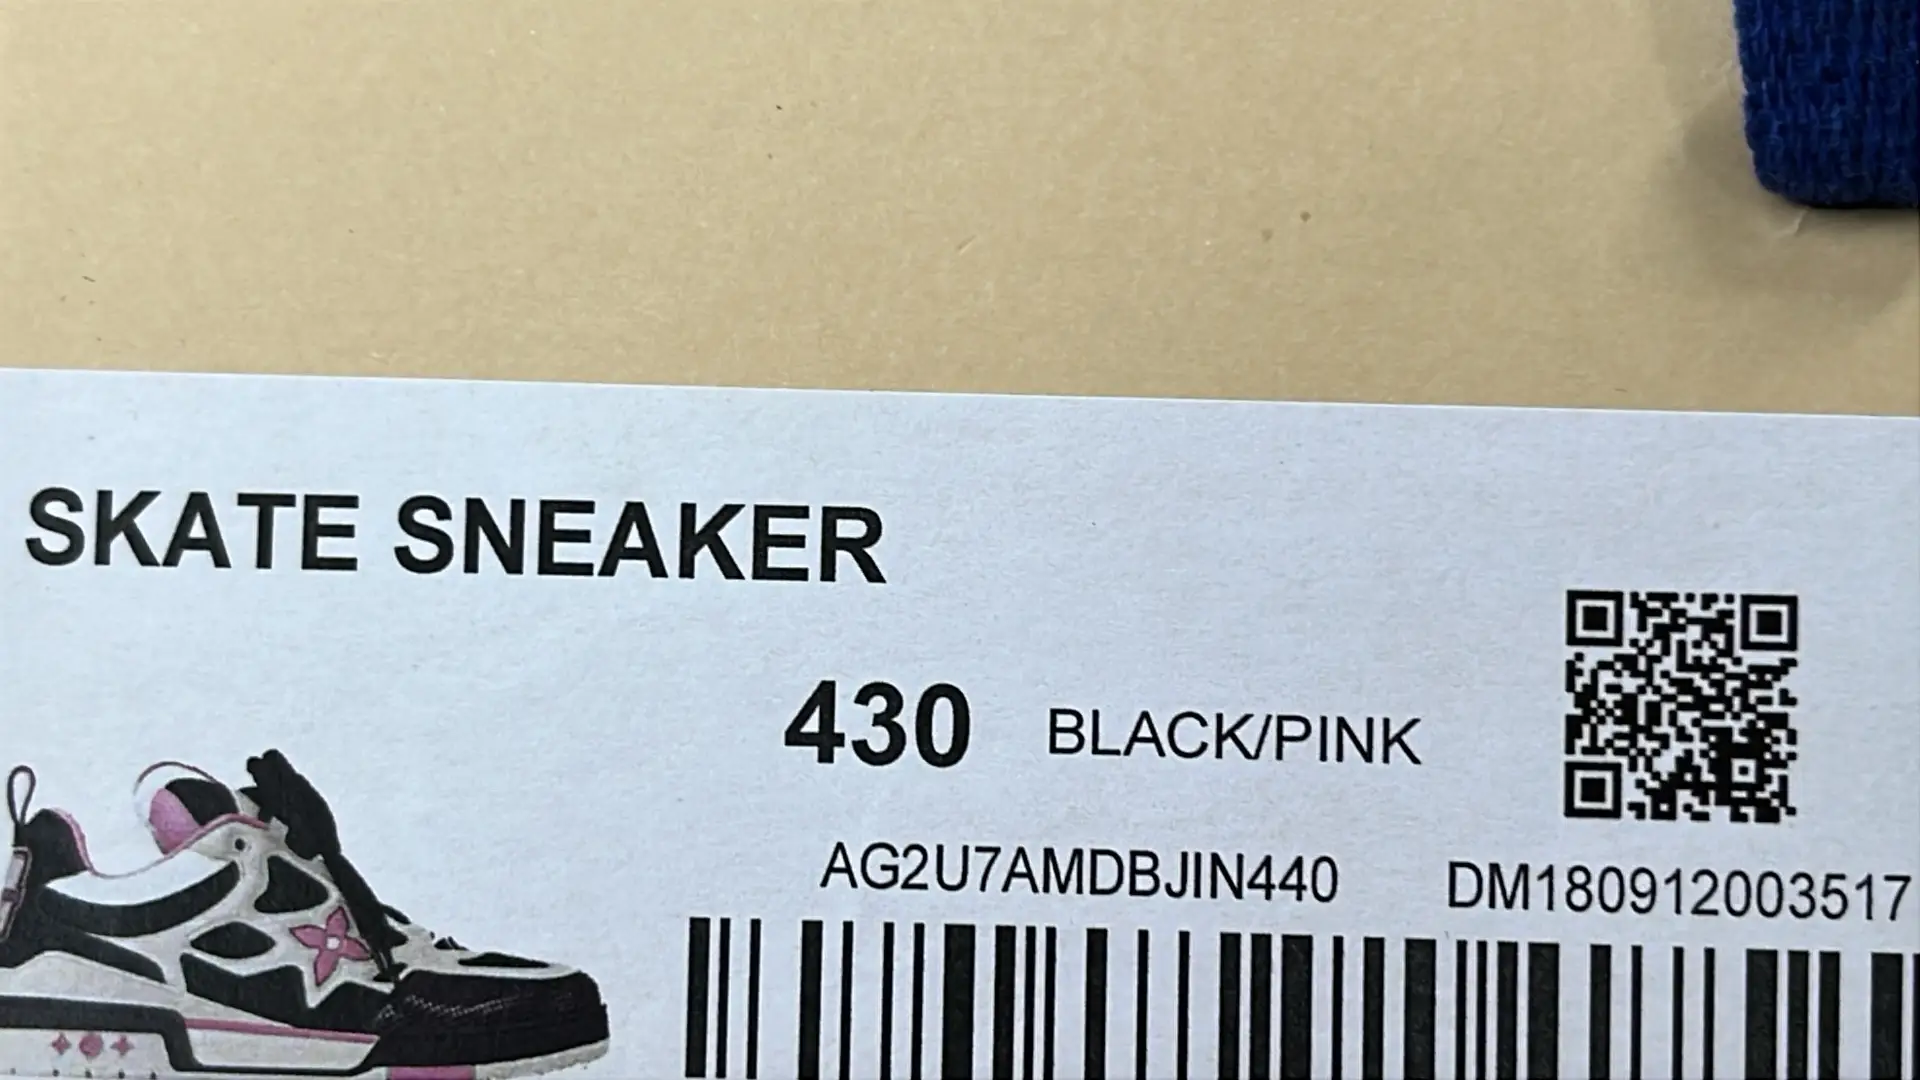 SKATE SNEAKER
430 BLACK/PINK
AG2U7AMDBJIN440 DM180912003517